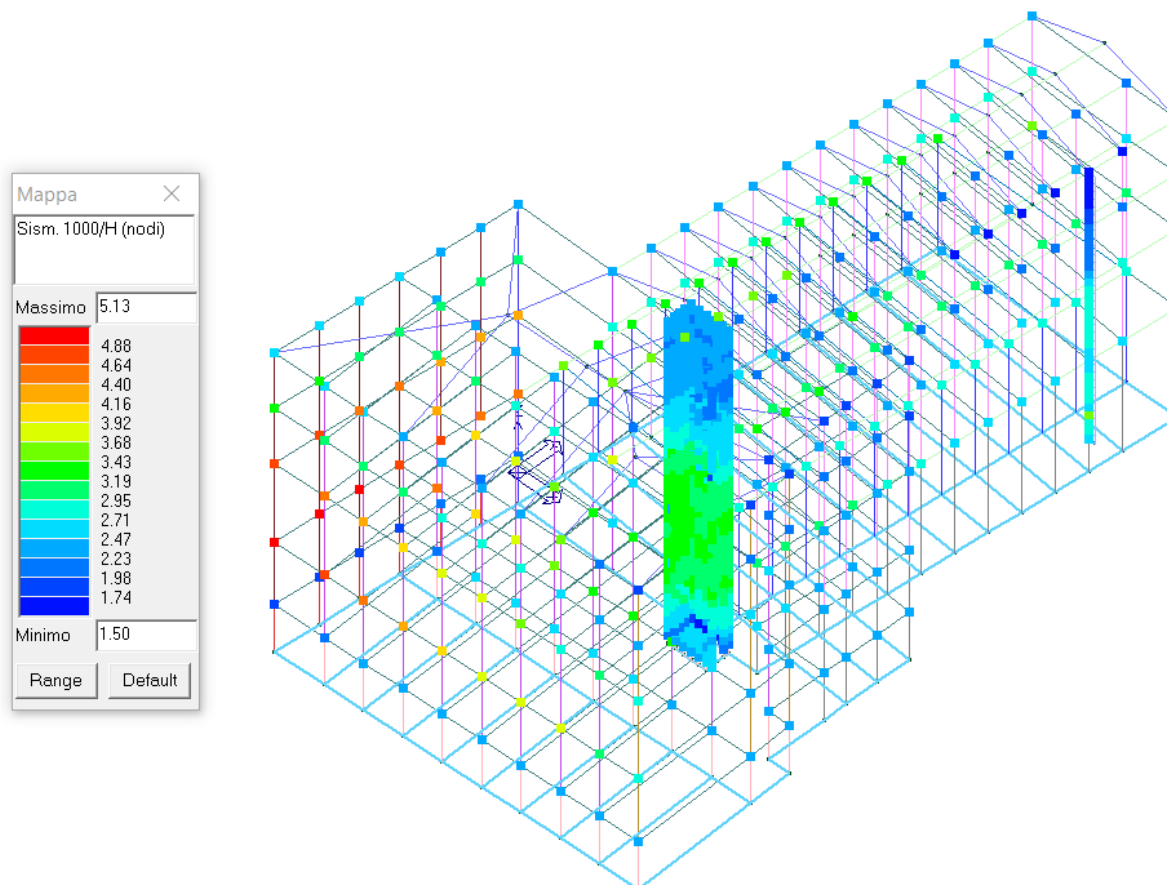 Mappa
Sism. 1000/H (nodi)
Massimo 5.13
4.88
4.64
4.40
4.16
3.92
3.68
3.43
3.19
2.95
2.71
2.47
2.23
1.98
1.74
Minimo 1.50
Range Default